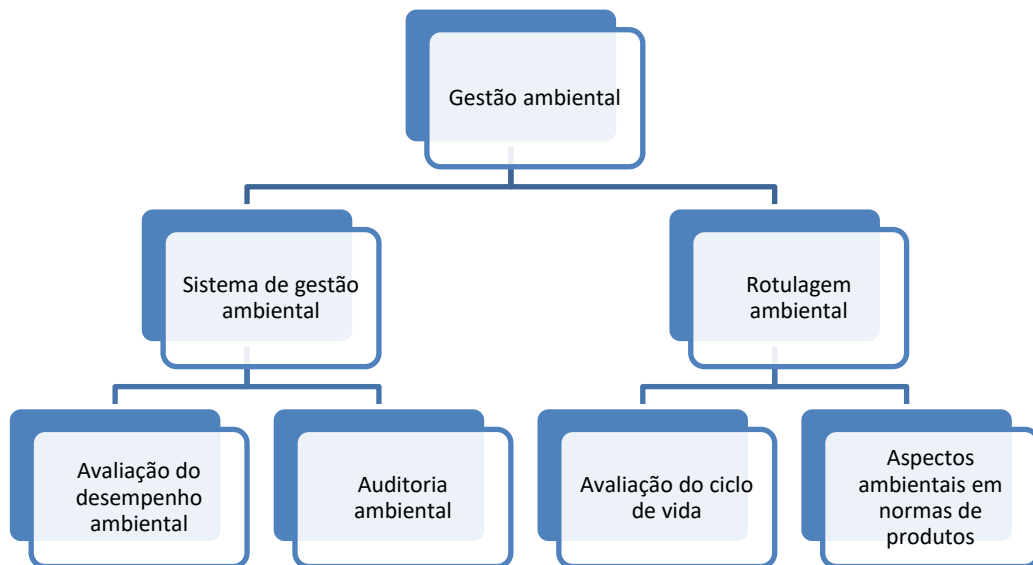 Gestão ambiental
Sistema de gestão
ambiental
Rotulagem
ambiental
Avaliação do
desempenho
ambiental
Auditoria
ambiental
Avaliação do ciclo
de vida
Aspectos
ambientais em
normas de
produtos